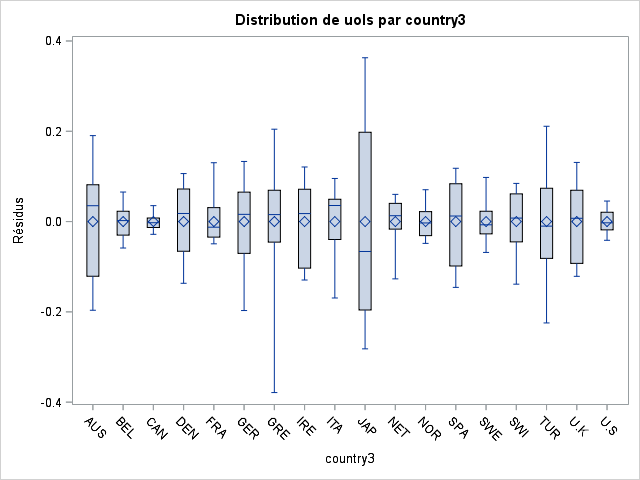 Distribution de uols par country3
0.4
0.2
0.0
-0.2
-0.4
Résidus
AUS BEL CAN DEN FRA GER GRE IRE ITA JAP NET NOR SPA SWE SWI TUR U.K U.S
country3